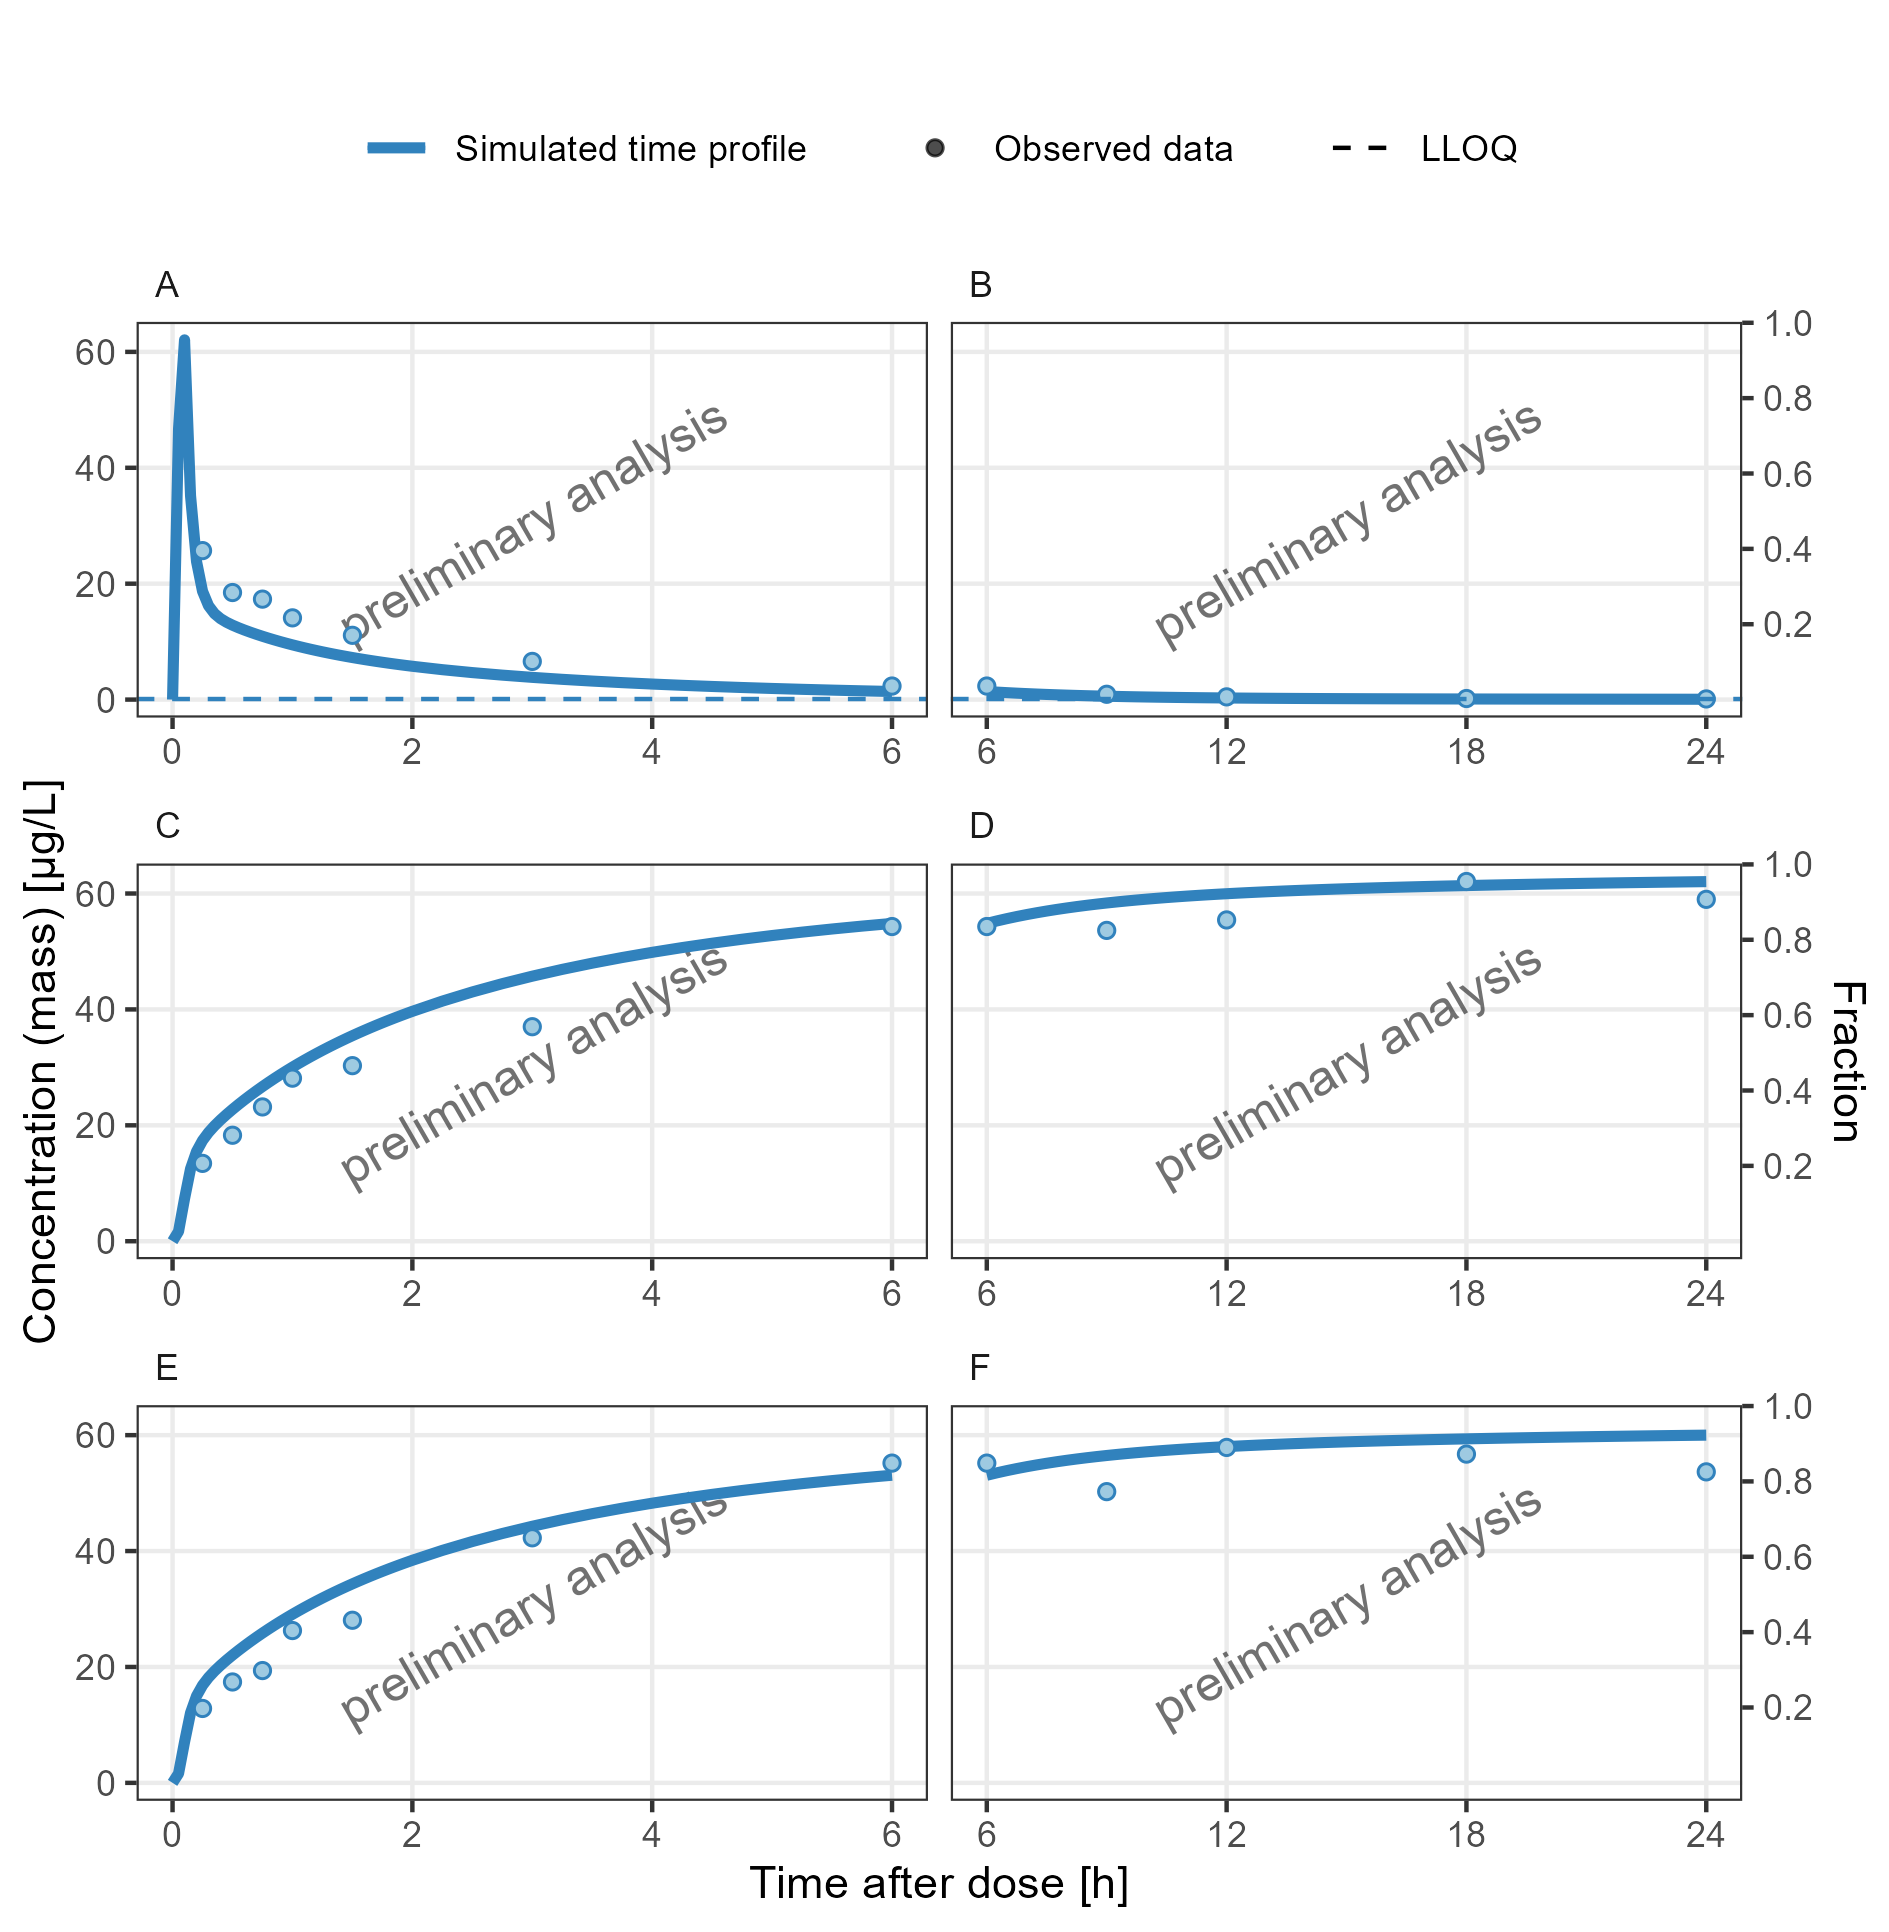 Simulated time profile Observed data LLOQ
A B
60 40 20 0
preliminary analysis
preliminary analysis
1.0 0.8 0.6 0.4 0.2
0 2 4 6 6 12 18 24
Concentration (mass) [µg/L]
C D
60 40 20 0
preliminary analysis
preliminary analysis
1.0 0.8 0.6 0.4 0.2
Fraction
0 2 4 6 6 12 18 24
E F
60 40 20 0
preliminary analysis
preliminary analysis
1.0 0.8 0.6 0.4 0.2
0 2 4 6 6 12 18 24
Time after dose [h]